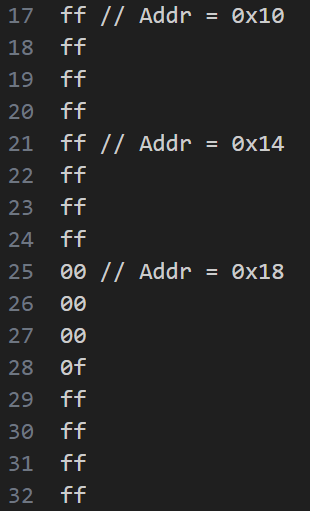 17 ff // Addr = 0x10
18 ff
19 ff
20 ff
21 ff // Addr = 0x14
22 ff
23 ff
24 ff
25 00 // Addr = 0x18
26 00
27 00
28 0f
29 ff
30 ff
31 ff
32 ff